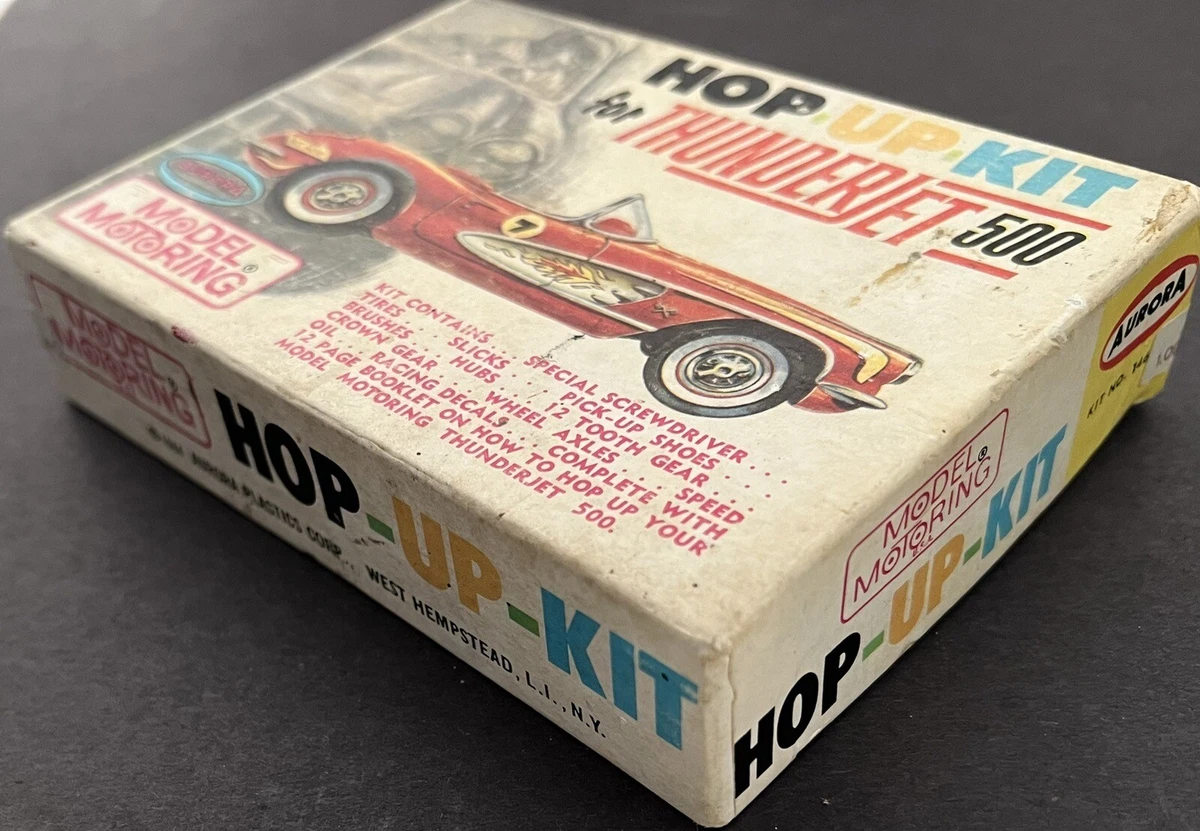 HOP-UP-KIT
for THUNDERJET 500
AURORA
MODEL
MOTORING®
7
KIT CONTAINS. . SPECIAL SCREWDRIVER . . .
TIRES . . SLICKS . . PICK-UP SHOES
BRUSHES. . . . 12 TOOTH GEAR . . . .
CROWN GEAR . HUBS . . WHEEL AXLES . . . .
OIL . . . RACING DECALS. COMPLETE WITH SPEED
12 PAGE BOOKLET ON HOW TO HOP UP YOUR
MODEL MOTORING THUNDERJET 500.
MODEL
MOTORING®
HOP-UP-KIT
AURORA PLASTICS CORP. WEST HEMPSTEAD, L.I., N.Y.
MODEL®
MOTORING
HOP-UP-KIT
AURORA
KIT NO.